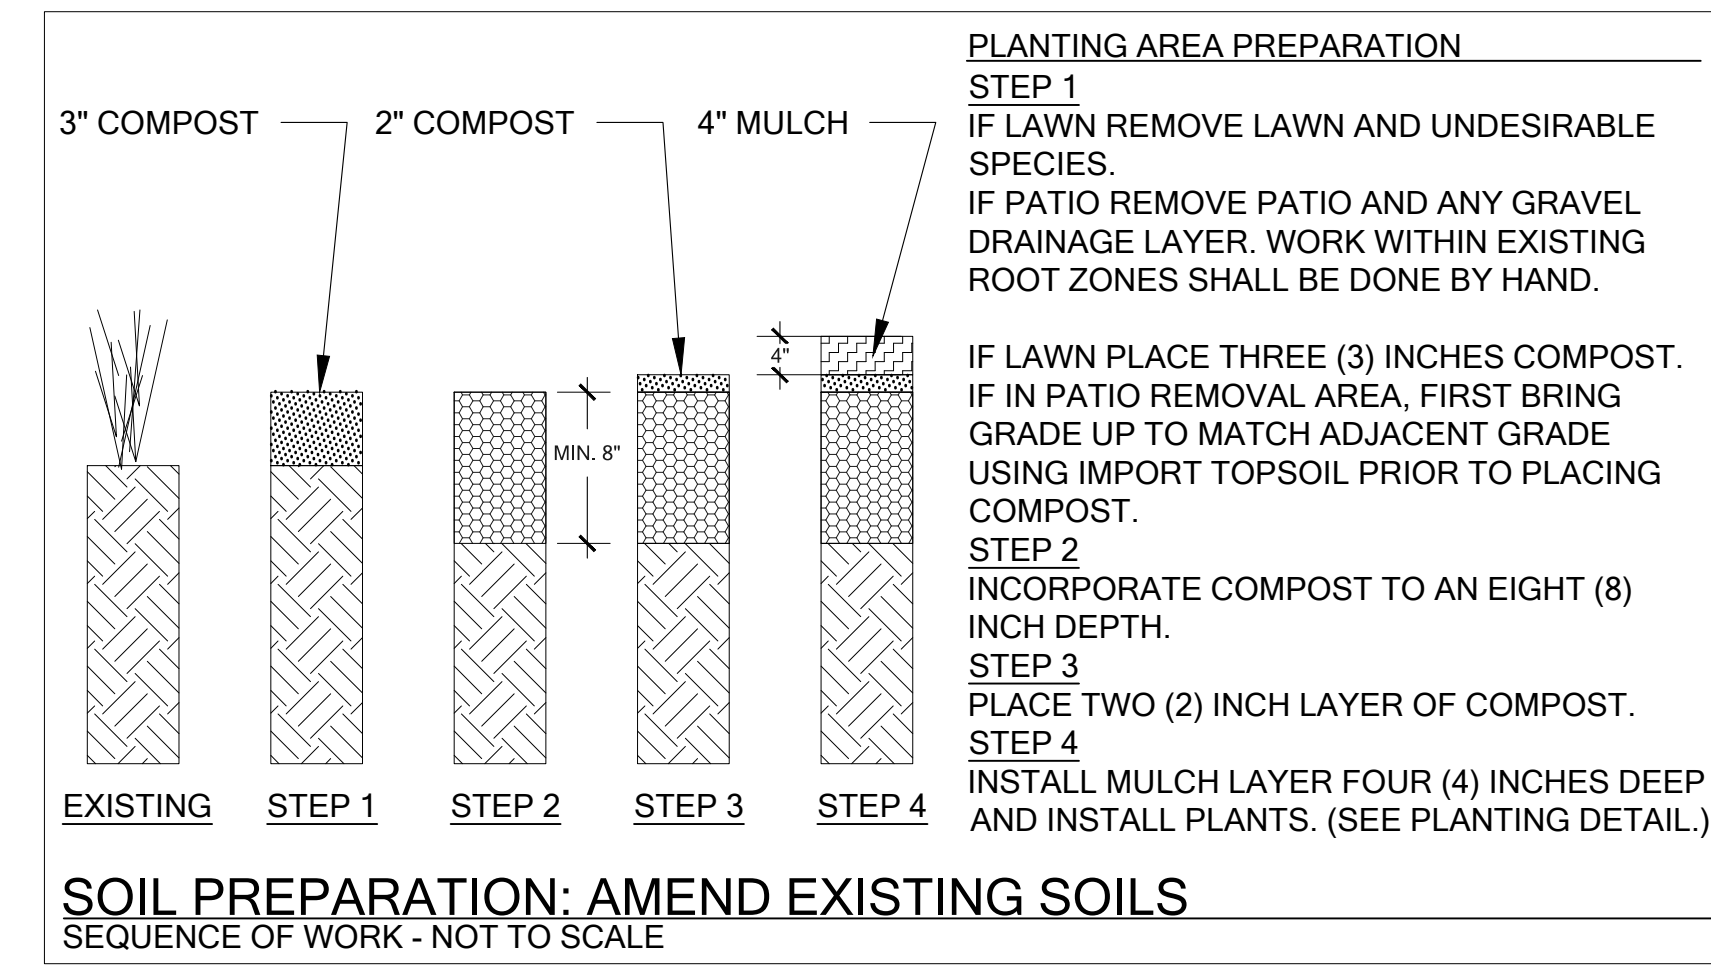 3" COMPOST
2" COMPOST
4" MULCH
4"
MIN. 8"
EXISTING
STEP 1
STEP 2
STEP 3
STEP 4
PLANTING AREA PREPARATION
STEP 1
IF LAWN REMOVE LAWN AND UNDESIRABLE
SPECIES.
IF PATIO REMOVE PATIO AND ANY GRAVEL
DRAINAGE LAYER. WORK WITHIN EXISTING
ROOT ZONES SHALL BE DONE BY HAND.
IF LAWN PLACE THREE (3) INCHES COMPOST.
IF IN PATIO REMOVAL AREA, FIRST BRING
GRADE UP TO MATCH ADJACENT GRADE
USING IMPORT TOPSOIL PRIOR TO PLACING
COMPOST.
STEP 2
INCORPORATE COMPOST TO AN EIGHT (8)
INCH DEPTH.
STEP 3
PLACE TWO (2) INCH LAYER OF COMPOST.
STEP 4
INSTALL MULCH LAYER FOUR (4) INCHES DEEP
AND INSTALL PLANTS. (SEE PLANTING DETAIL.)
SOIL PREPARATION: AMEND EXISTING SOILS
SEQUENCE OF WORK - NOT TO SCALE